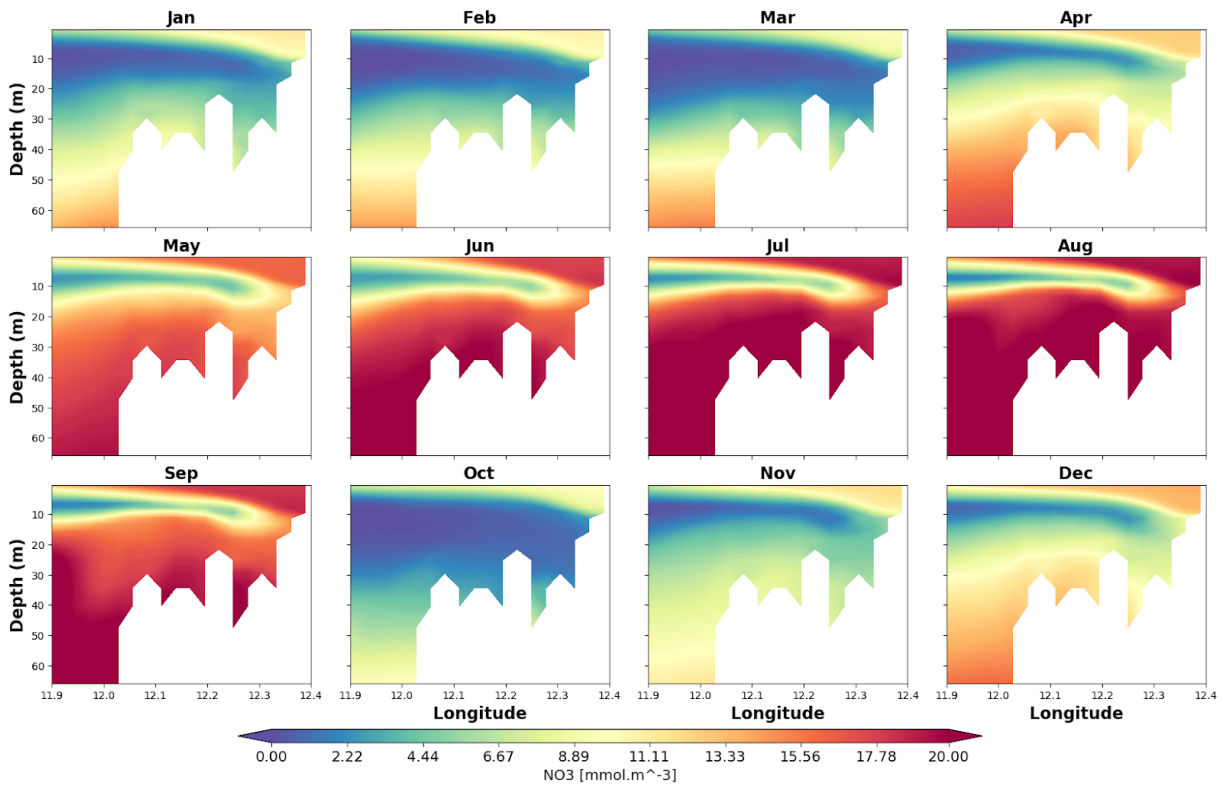 Jan Feb Mar Apr
Depth (m)
10
20
30
40
50
60
May Jun Jul Aug
Depth (m)
10
20
30
40
50
60
Sep Oct Nov Dec
Depth (m)
10
20
30
40
50
60
11.9 12.0 12.1 12.2 12.3 12.4 11.9 12.0 12.1 12.2 12.3 12.4 11.9 12.0 12.1 12.2 12.3 12.4 11.9 12.0 12.1 12.2 12.3 12.4
Longitude Longitude Longitude
0.00 2.22 4.44 6.67 8.89 11.11 13.33 15.56 17.78 20.00
NO3 [mmol.m^-3]